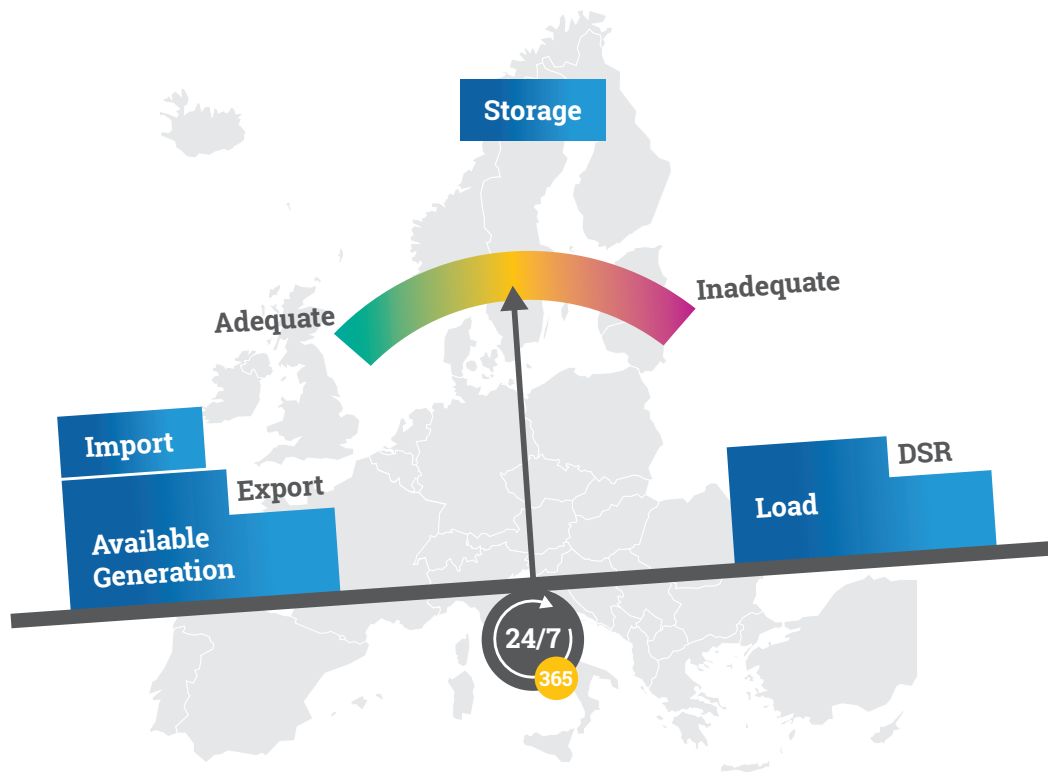 Storage
Adequate
Inadequate
Import
Export
Available
Generation
DSR
Load
24/7
365